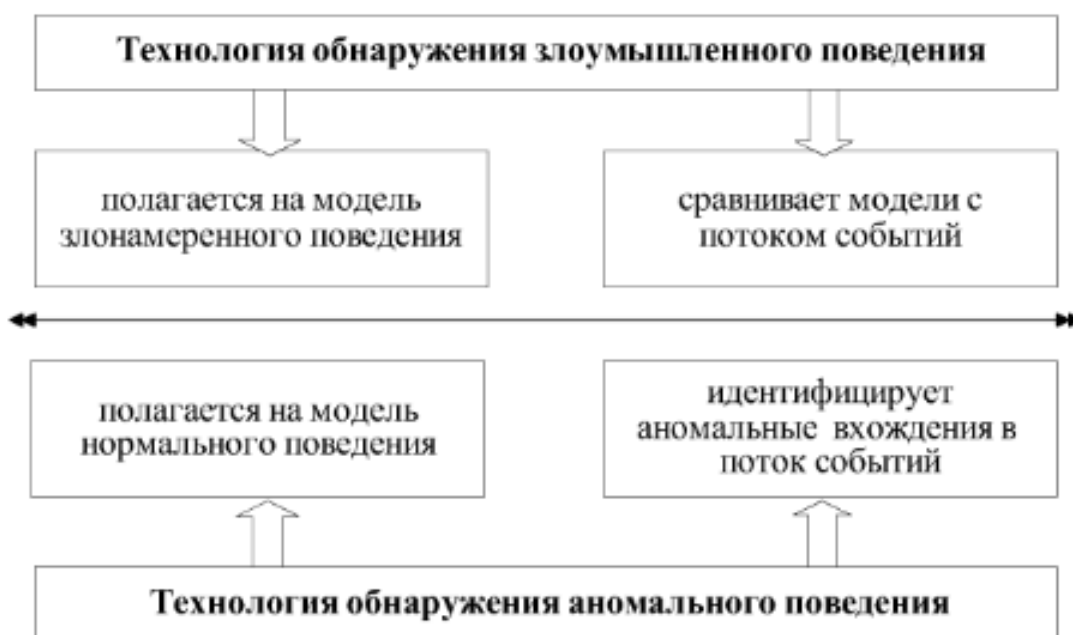 Технология обнаружения злоумышленного поведения
полагается на модель
злонамеренного поведения
сравнивает модели с
потоком событий
полагается на модель
нормального поведения
идентифицирует
аномальные вхождения в
поток событий
Технология обнаружения аномального поведения